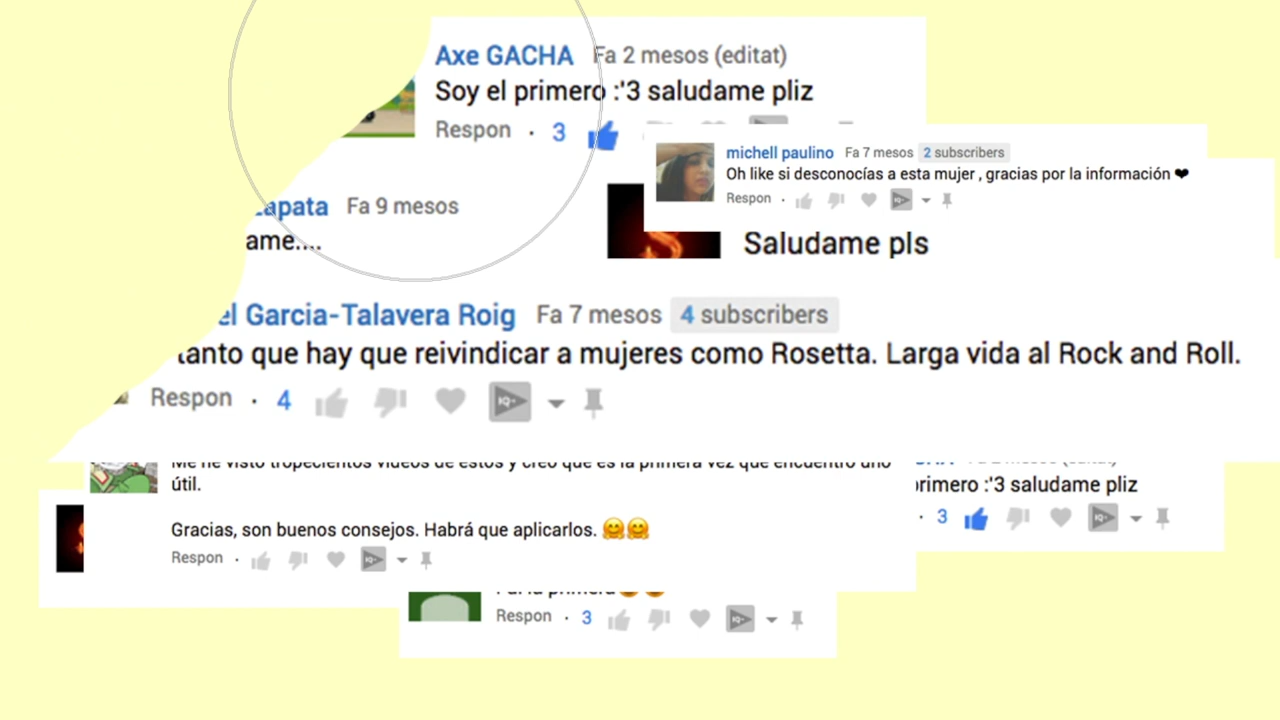 Axe GACHA Fa 2 mesos (editat)
Soy el primero :'3 saludame pliz
Respon · 3
michell paulino Fa 7 mesos 2 subscribers
Oh like si desconocías a esta mujer , gracias por la información ❤
Respon ·
Fa 9 mesos
ame....
Saludame pls
el Garcia-Talavera Roig Fa 7 mesos 4 subscribers
tanto que hay que reivindicar a mujeres como Rosetta. Larga vida al Rock and Roll.
Respon · 4
Me he visto tropecientos vídeos de estos y creo que es la primera vez que encuentro uno
útil.
primero :'3 saludame pliz
· 3
Gracias, son buenos consejos. Habrá que aplicarlos. 🤗🤗
Respon ·
Respon · 3